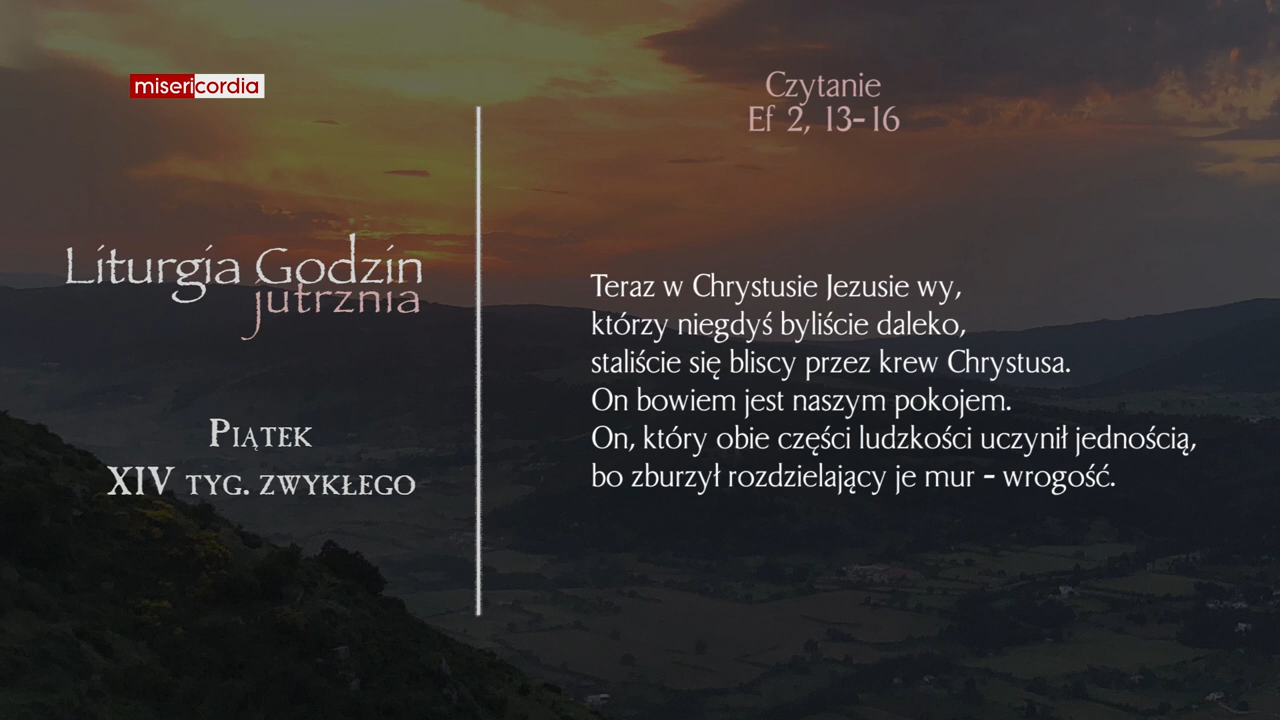 misericordia
Liturgia Godzin
jutrznia
Piątek
XIV tyg. zwykłego
Czytanie
Ef 2, 13-16
Teraz w Chrystusie Jezusie wy,
którzy niegdyś byliście daleko,
staliście się bliscy przez krew Chrystusa.
On bowiem jest naszym pokojem.
On, który obie części ludzkości uczynił jednością,
bo zburzył rozdzielający je mur - wrogość.